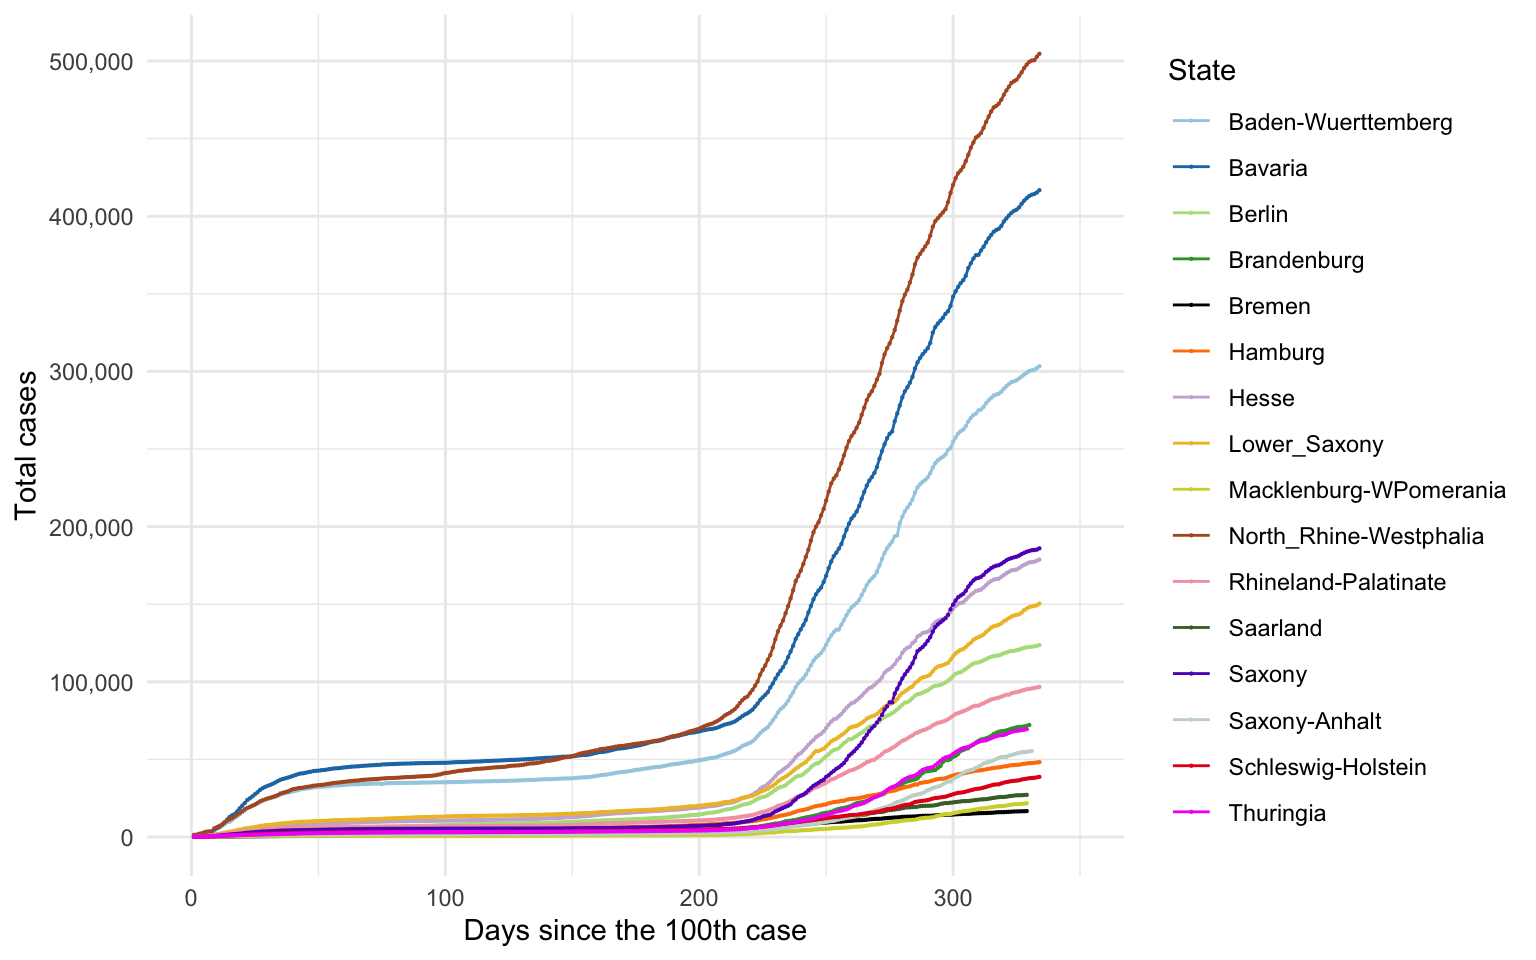 500,000
400,000
300,000
200,000
100,000
0
Total cases
0 100 200 300
Days since the 100th case
State
Baden-Wuerttemberg
Bavaria
Berlin
Brandenburg
Bremen
Hamburg
Hesse
Lower_Saxony
Macklenburg-WPomerania
North_Rhine-Westphalia
Rhineland-Palatinate
Saarland
Saxony
Saxony-Anhalt
Schleswig-Holstein
Thuringia